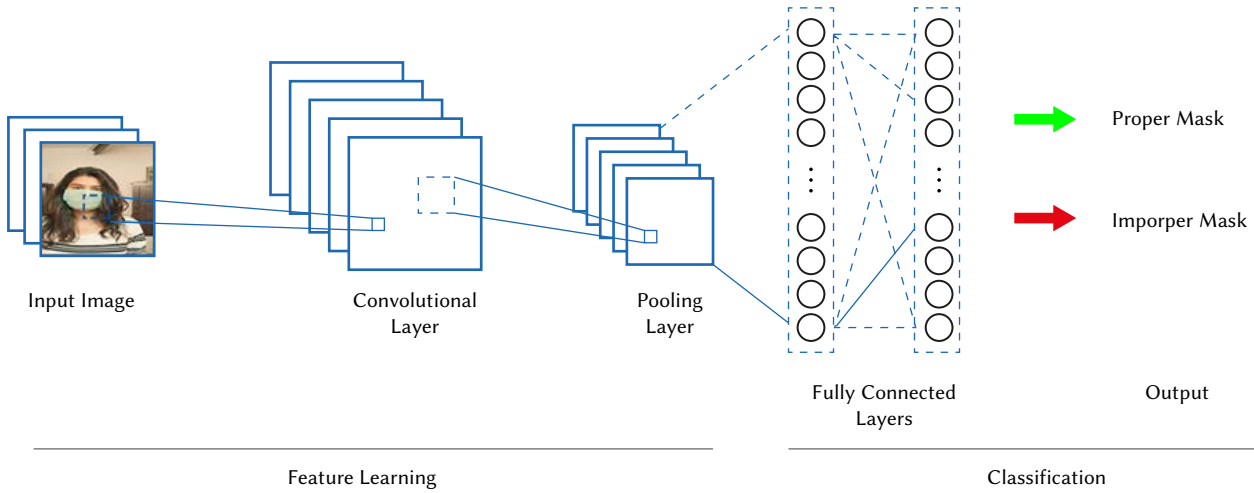 Proper Mask
Imporper Mask
Input Image
Convolutional
Layer
Pooling
Layer
Fully Connected
Layers
Output
Feature Learning
Classification